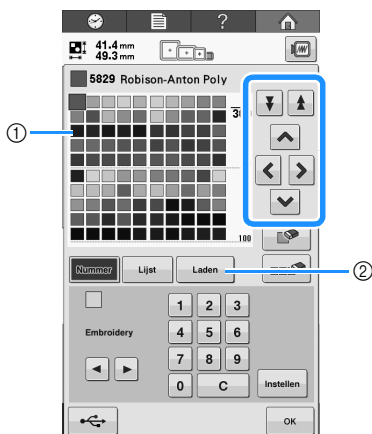 ?
41.4 mm
49.3 mm
5829 Robison-Anton Poly
①
100
Nummer Lijst Laden
②
1 2 3
Embroidery
4 5 6
7 8 9
0 C
Instellen
OK